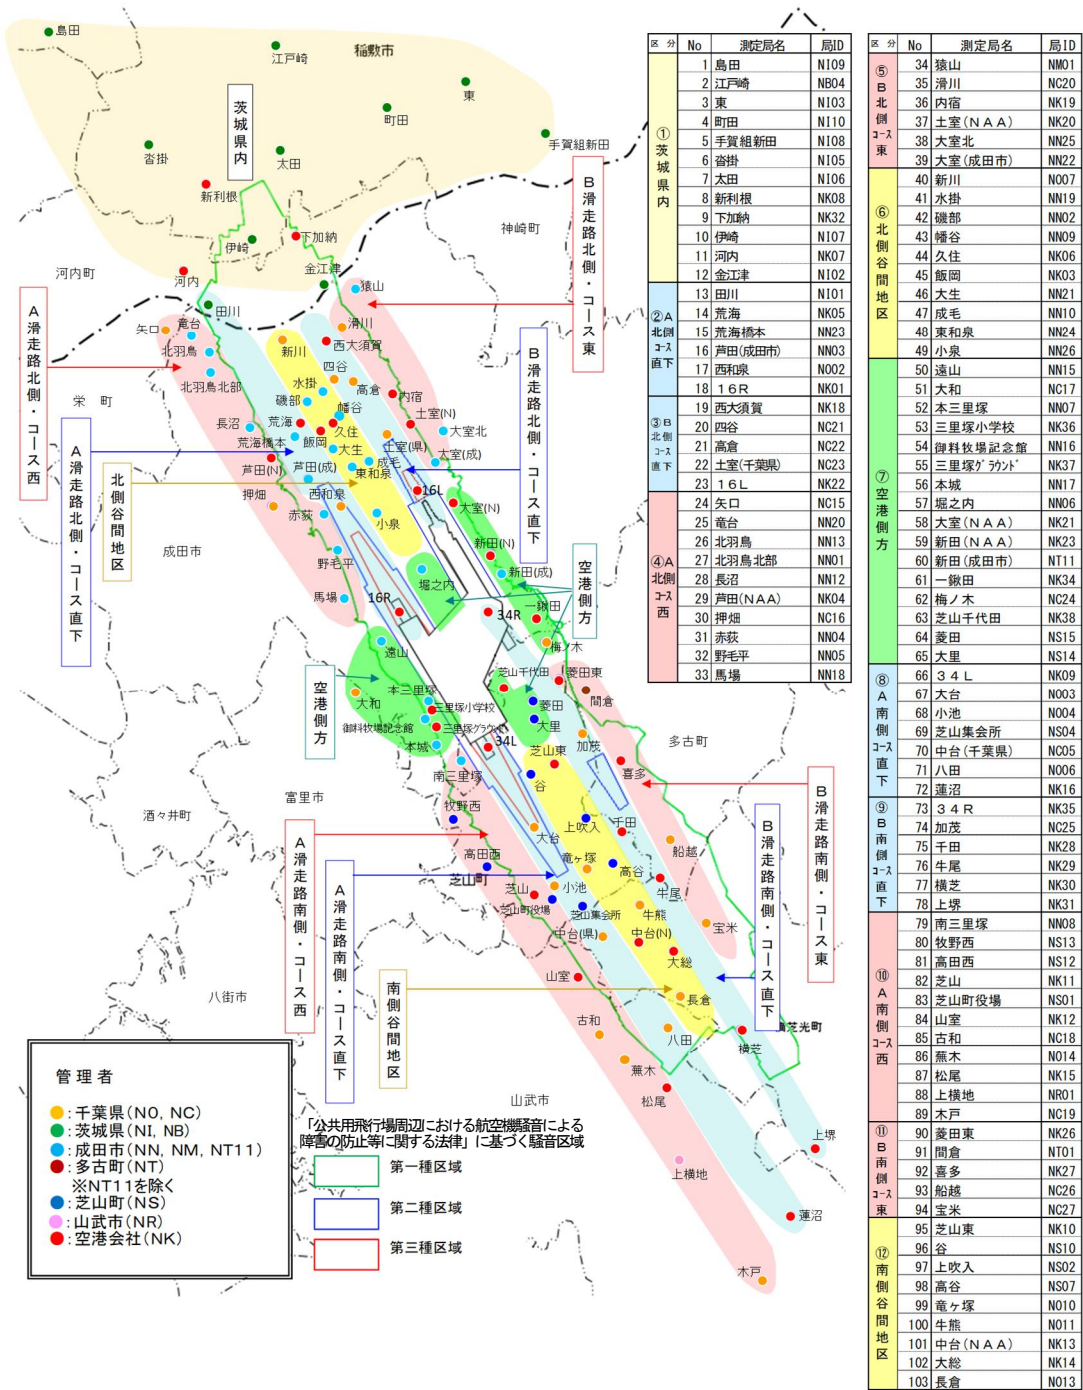 島田
江戸崎
稲敷市
東
町田
手賀組新田
沓掛
太田
茨城県内
新利根
伊崎
下加納
神崎町
河内町
河内
金江津
猿山
田川
滑川
矢口
竜台
北羽鳥
北羽鳥北部
新川
西大須賀
四谷
高倉
内宿
水掛
磯部
幡谷
土室(N)
大室北
栄 町
長沼
荒海
荒海橋本
飯岡
久住
土室(県)
大生
大室(成)
芦田(N)
芦田(成)
東和泉
成毛
16L
押畑
西和泉
大室(N)
赤荻
小泉
成田市
野毛平
新田(N)
新田(成)
堀之内
馬場
16R
34R
一鍬田
遠山
梅ノ木
芝山千代田
菱田東
間倉
大和
本三里塚
三里塚小学校
菱田
御料牧場記念館
三里塚グラウンド
大里
本城
34L
加茂
多古町
芝山東
南三里塚
谷
喜多
富里市
酒々井町
牧野西
上吹入
千田
大台
船越
高田西
芝山町
竜ヶ塚
高谷
牛尾
芝山
小池
芝山町役場
芝山集会所
牛熊
宝米
中台(県)
中台(N)
大総
山室
長倉
八街市
古和
八田
横芝
横芝光町
蕪木
山武市
松尾
上堺
上横地
蓮沼
木戸
A滑走路北側・コース西
A滑走路北側・コース直下
北側谷間地区
B滑走路北側・コース東
B滑走路北側・コース直下
空港側方
空港側方
A滑走路南側・コース西
A滑走路南側・コース直下
南側谷間地区
B滑走路南側・コース直下
B滑走路南側・コース東
管理者
：千葉県(NO, NC)
：茨城県(NI, NB)
：成田市(NN, NM, NT11)
：多古町(NT)
※NT11を除く
：芝山町(NS)
：山武市(NR)
：空港会社(NK)
「公共用飛行場周辺における航空機騒音による
障害の防止等に関する法律」に基づく騒音区域
第一種区域
第二種区域
第三種区域
区 分 No 測定局名 局ID
①茨城県内
1 島田 NI09
2 江戸崎 NB04
3 東 NI03
4 町田 NI10
5 手賀組新田 NI08
6 沓掛 NI05
7 太田 NI06
8 新利根 NK08
9 下加納 NK32
10 伊崎 NI07
11 河内 NK07
12 金江津 NI02
②A北側コース直下
13 田川 NI01
14 荒海 NK05
15 荒海橋本 NN23
16 芦田(成田市) NN03
17 西和泉 NO02
18 16R NK01
③B北側コース直下
19 西大須賀 NK18
20 四谷 NC21
21 高倉 NC22
22 土室(千葉県) NC23
23 16L NK22
④A北側コース西
24 矢口 NC15
25 竜台 NN20
26 北羽鳥 NN13
27 北羽鳥北部 NN01
28 長沼 NN12
29 芦田(NAA) NK04
30 押畑 NC16
31 赤荻 NN04
32 野毛平 NN05
33 馬場 NN18
区 分 No 測定局名 局ID
⑤B北側コース東
34 猿山 NM01
35 滑川 NC20
36 内宿 NK19
37 土室(NAA) NK20
38 大室北 NN25
39 大室(成田市) NN22
⑥北側谷間地区
40 新川 NO07
41 水掛 NN19
42 磯部 NN02
43 幡谷 NN09
44 久住 NK06
45 飯岡 NK03
46 大生 NN21
47 成毛 NN10
48 東和泉 NN24
49 小泉 NN26
⑦空港側方
50 遠山 NN15
51 大和 NC17
52 本三里塚 NN07
53 三里塚小学校 NK36
54 御料牧場記念館 NN16
55 三里塚グラウンド NK37
56 本城 NN17
57 堀之内 NN06
58 大室(NAA) NK21
59 新田(NAA) NK23
60 新田(成田市) NT11
61 一鍬田 NK34
62 梅ノ木 NC24
63 芝山千代田 NK38
64 菱田 NS15
65 大里 NS14
⑧A南側コース直下
66 34L NK09
67 大台 NO03
68 小池 NO04
69 芝山集会所 NS04
70 中台(千葉県) NC05
71 八田 NO06
72 蓮沼 NK16
⑨B南側コース直下
73 34R NK35
74 加茂 NC25
75 千田 NK28
76 牛尾 NK29
77 横芝 NK30
78 上堺 NK31
⑩A南側コース西
79 南三里塚 NN08
80 牧野西 NS13
81 高田西 NS12
82 芝山 NK11
83 芝山町役場 NS01
84 山室 NK12
85 古和 NC18
86 蕪木 NO14
87 松尾 NK15
88 上横地 NR01
89 木戸 NC19
⑪B南側コース東
90 菱田東 NK26
91 間倉 NT01
92 喜多 NK27
93 船越 NC26
94 宝米 NC27
⑫南側谷間地区
95 芝山東 NK10
96 谷 NS10
97 上吹入 NS02
98 高谷 NS07
99 竜ヶ塚 NO10
100 牛熊 NO11
101 中台(NAA) NK13
102 大総 NK14
103 長倉 NO13